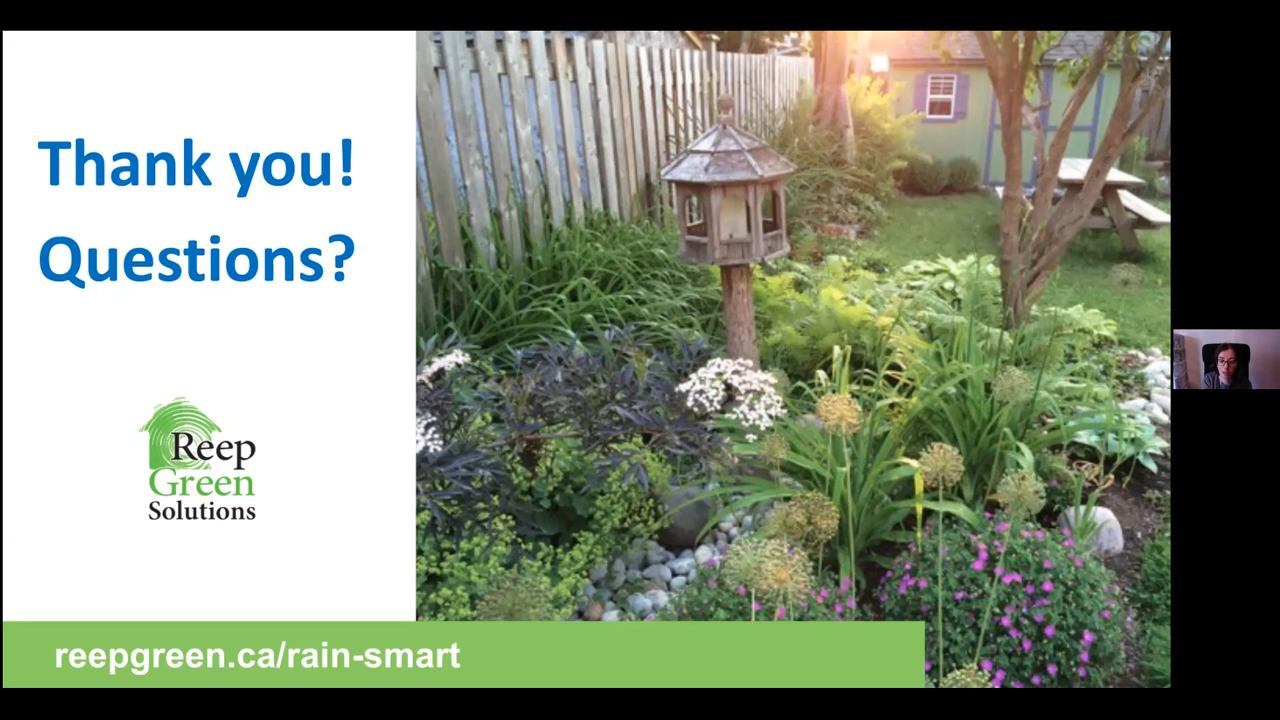 Thank you!
Questions?
Reep
Green
Solutions
reepgreen.ca/rain-smart